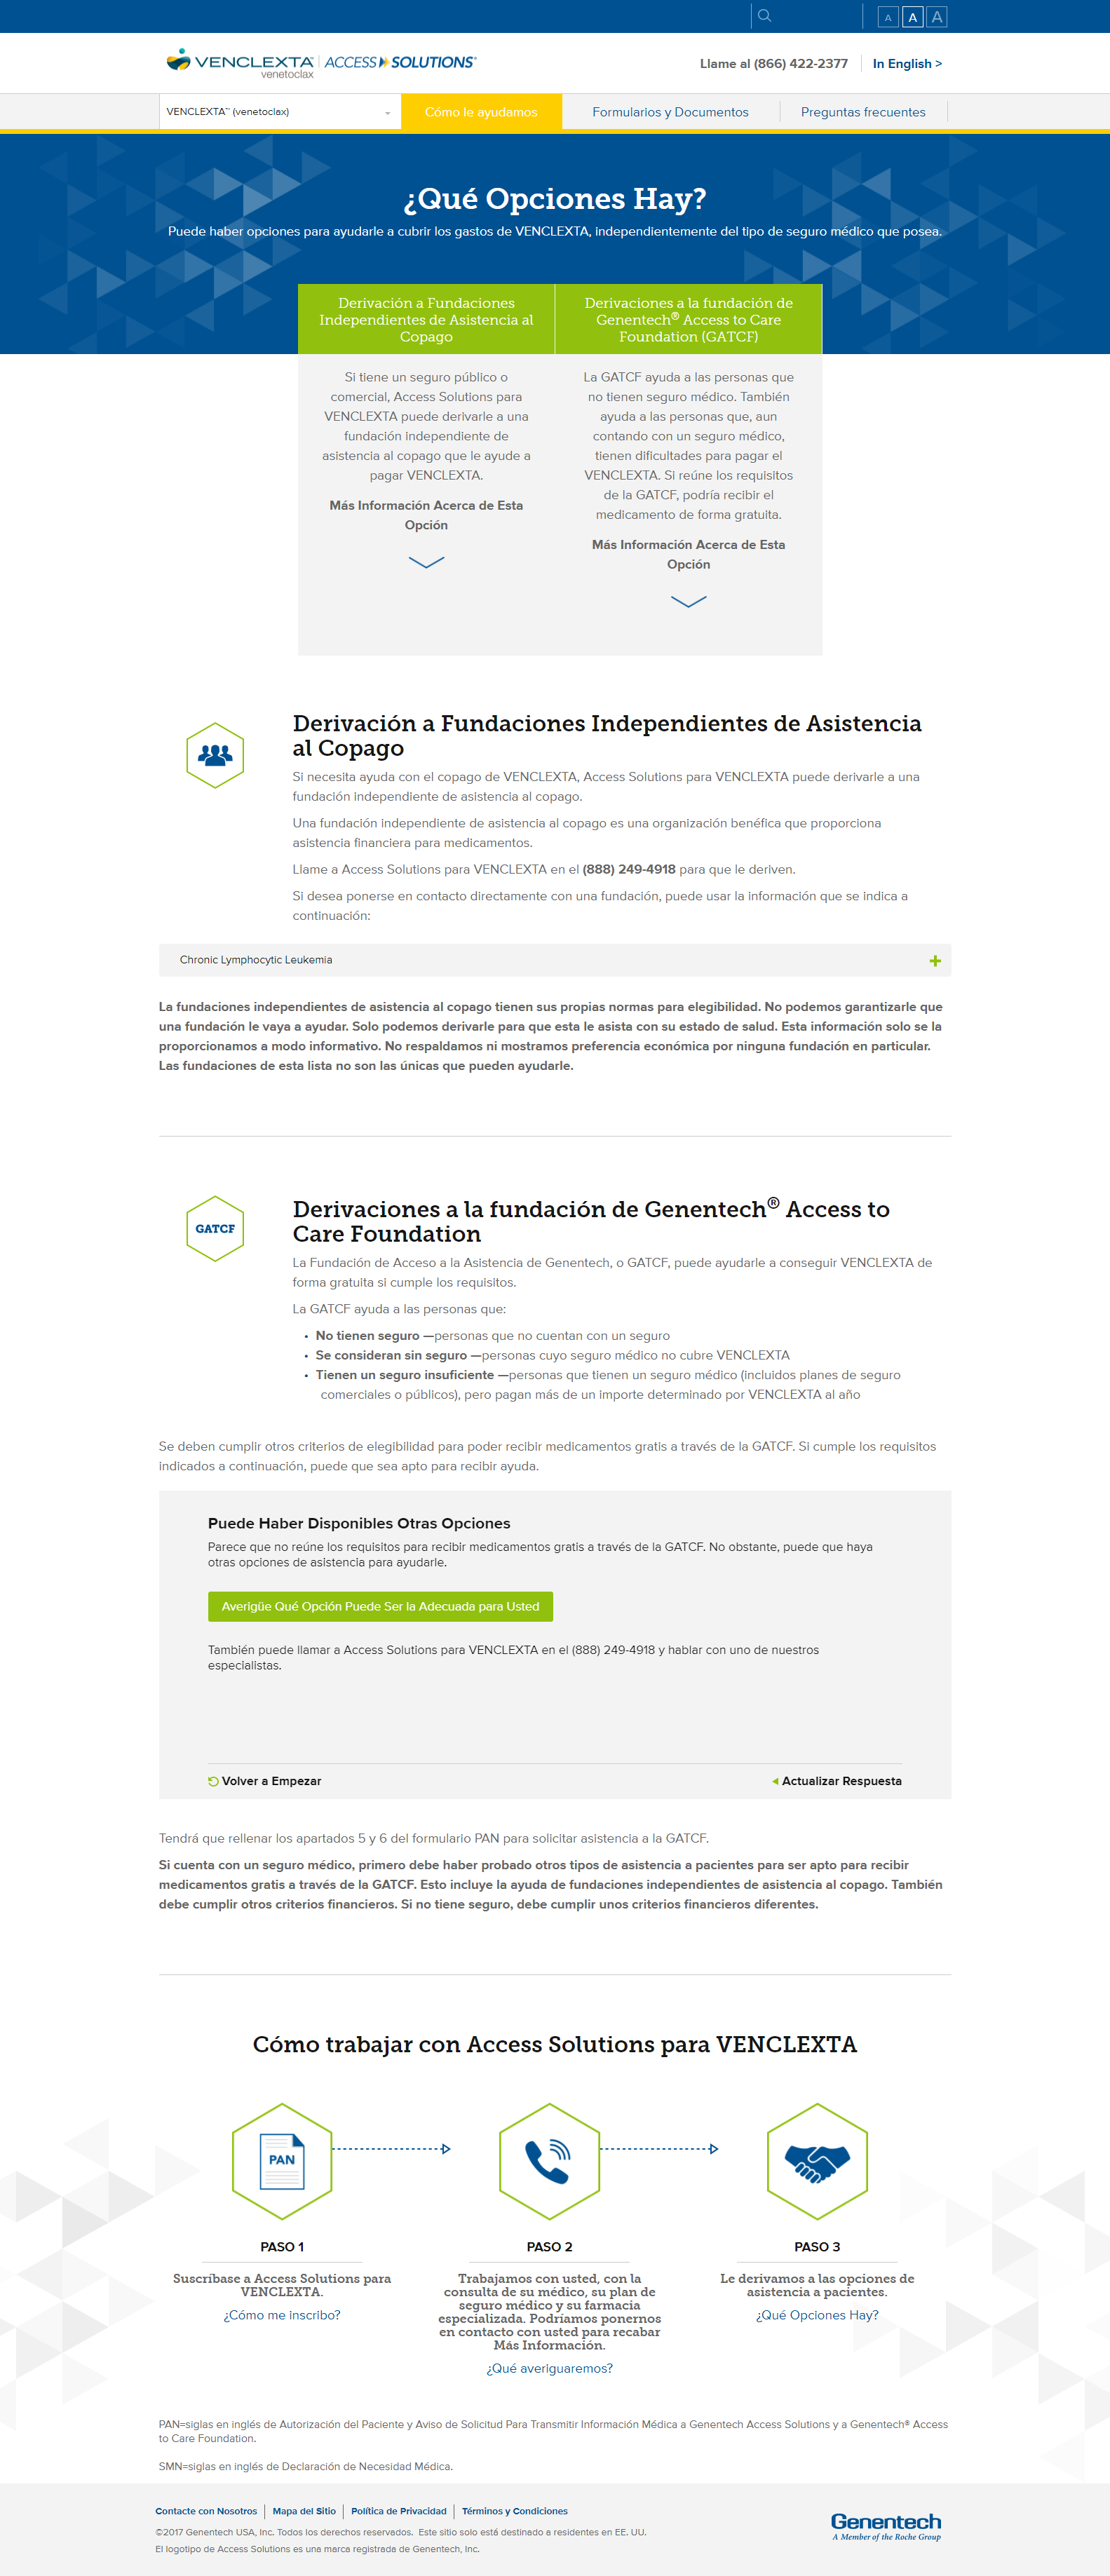 A A A
VENCLEXTA™ venetoclax | ACCESS SOLUTIONS®
Llame al (866) 422-2377
In English >
VENCLEXTA™ (venetoclax)
Cómo le ayudamos
Formularios y Documentos
Preguntas frecuentes
¿Qué Opciones Hay?
Puede haber opciones para ayudarle a cubrir los gastos de VENCLEXTA, independientemente del tipo de seguro médico que posea.
Derivación a Fundaciones
Independientes de Asistencia al
Copago
Si tiene un seguro público o
comercial, Access Solutions para
VENCLEXTA puede derivarle a una
fundación independiente de
asistencia al copago que le ayude a
pagar VENCLEXTA.
Más Información Acerca de Esta
Opción
Derivaciones a la fundación de
Genentech® Access to Care
Foundation (GATCF)
La GATCF ayuda a las personas que
no tienen seguro médico. También
ayuda a las personas que, aun
contando con un seguro médico,
tienen dificultades para pagar el
VENCLEXTA. Si reúne los requisitos
de la GATCF, podría recibir el
medicamento de forma gratuita.
Más Información Acerca de Esta
Opción
Derivación a Fundaciones Independientes de Asistencia
al Copago
Si necesita ayuda con el copago de VENCLEXTA, Access Solutions para VENCLEXTA puede derivarle a una
fundación independiente de asistencia al copago.
Una fundación independiente de asistencia al copago es una organización benéfica que proporciona
asistencia financiera para medicamentos.
Llame a Access Solutions para VENCLEXTA en el (888) 249-4918 para que le deriven.
Si desea ponerse en contacto directamente con una fundación, puede usar la información que se indica a
continuación:
Chronic Lymphocytic Leukemia
La fundaciones independientes de asistencia al copago tienen sus propias normas para elegibilidad. No podemos garantizarle que
una fundación le vaya a ayudar. Solo podemos derivarle para que esta le asista con su estado de salud. Esta información solo se la
proporcionamos a modo informativo. No respaldamos ni mostramos preferencia económica por ninguna fundación en particular.
Las fundaciones de esta lista no son las únicas que pueden ayudarle.
GATCF
Derivaciones a la fundación de Genentech® Access to
Care Foundation
La Fundación de Acceso a la Asistencia de Genentech, o GATCF, puede ayudarle a conseguir VENCLEXTA de
forma gratuita si cumple los requisitos.
La GATCF ayuda a las personas que:
• No tienen seguro —personas que no cuentan con un seguro
• Se consideran sin seguro —personas cuyo seguro médico no cubre VENCLEXTA
• Tienen un seguro insuficiente —personas que tienen un seguro médico (incluidos planes de seguro
comerciales o públicos), pero pagan más de un importe determinado por VENCLEXTA al año
Se deben cumplir otros criterios de elegibilidad para poder recibir medicamentos gratis a través de la GATCF. Si cumple los requisitos
indicados a continuación, puede que sea apto para recibir ayuda.
Puede Haber Disponibles Otras Opciones
Parece que no reúne los requisitos para recibir medicamentos gratis a través de la GATCF. No obstante, puede que haya
otras opciones de asistencia para ayudarle.
Averigüe Qué Opción Puede Ser la Adecuada para Usted
También puede llamar a Access Solutions para VENCLEXTA en el (888) 249-4918 y hablar con uno de nuestros
especialistas.
Volver a Empezar
Actualizar Respuesta
Tendrá que rellenar los apartados 5 y 6 del formulario PAN para solicitar asistencia a la GATCF.
Si cuenta con un seguro médico, primero debe haber probado otros tipos de asistencia a pacientes para ser apto para recibir
medicamentos gratis a través de la GATCF. Esto incluye la ayuda de fundaciones independientes de asistencia al copago. También
debe cumplir otros criterios financieros. Si no tiene seguro, debe cumplir unos criterios financieros diferentes.
Cómo trabajar con Access Solutions para VENCLEXTA
PAN
PASO 1
Suscríbase a Access Solutions para
VENCLEXTA.
¿Cómo me inscribo?
PASO 2
Trabajamos con usted, con la
consulta de su médico, su plan de
seguro médico y su farmacia
especializada. Podríamos ponernos
en contacto con usted para recabar
Más Información.
¿Qué averiguaremos?
PASO 3
Le derivamos a las opciones de
asistencia a pacientes.
¿Qué Opciones Hay?
PAN=siglas en inglés de Autorización del Paciente y Aviso de Solicitud Para Transmitir Información Médica a Genentech Access Solutions y a Genentech® Access
to Care Foundation.
SMN=siglas en inglés de Declaración de Necesidad Médica.
Contacte con Nosotros | Mapa del Sitio | Política de Privacidad | Términos y Condiciones
©2017 Genentech USA, Inc. Todos los derechos reservados. Este sitio solo está destinado a residentes en EE. UU.
El logotipo de Access Solutions es una marca registrada de Genentech, Inc.
Genentech
A Member of the Roche Group